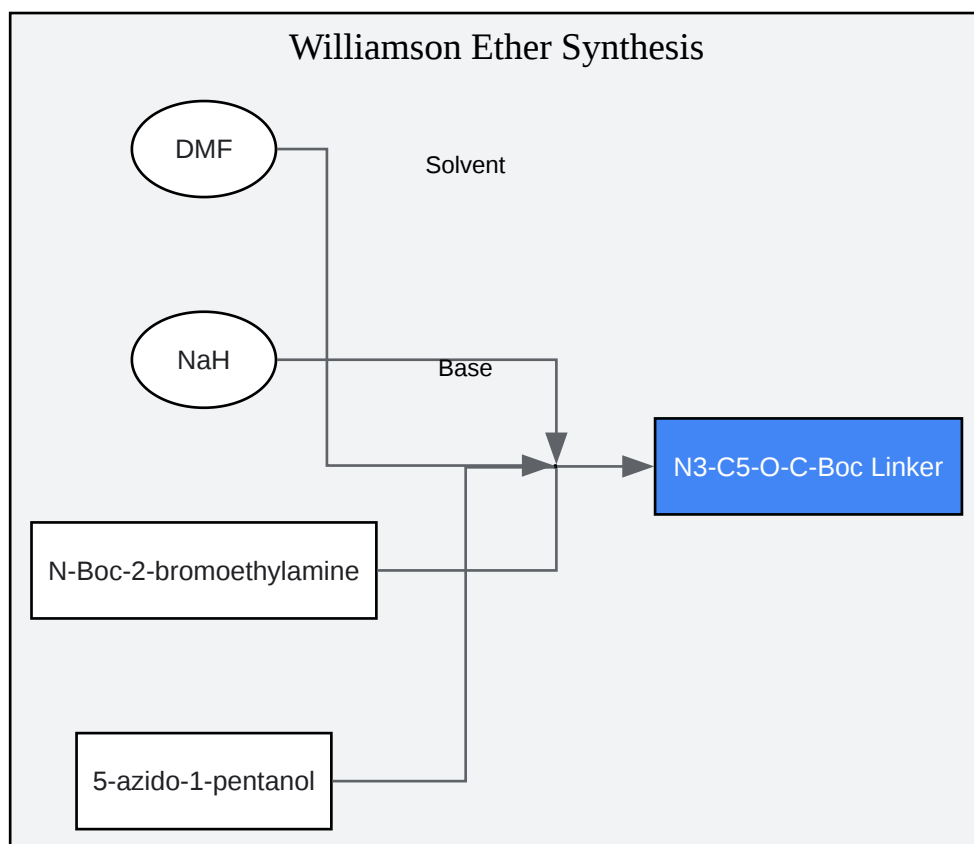 Williamson Ether Synthesis
DMF
Solvent
NaH
Base
N3-C5-O-C-Boc Linker
N-Boc-2-bromoethylamine
5-azido-1-pentanol